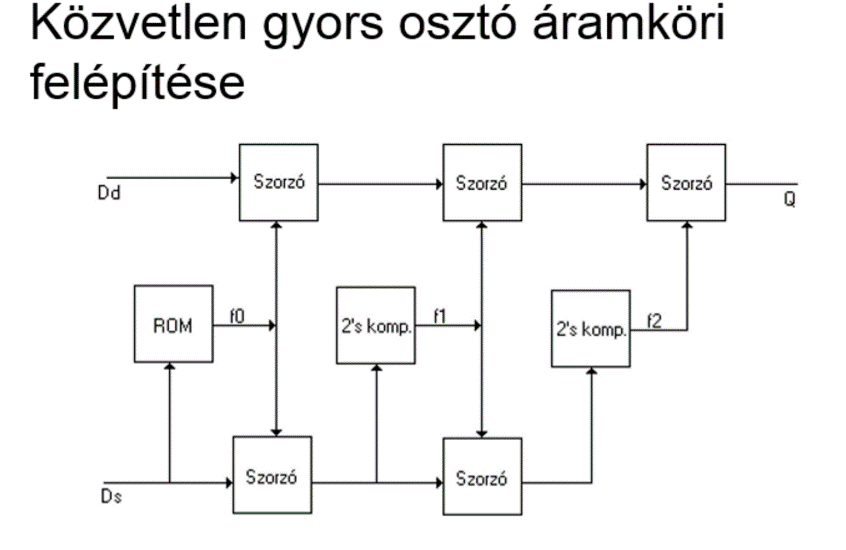 Közvetlen gyors osztó áramköri
felépítése
Dd
Szorzó
Szorzó
Szorzó
Q
ROM
f0
2's komp.
f1
2's komp.
f2
Ds
Szorzó
Szorzó